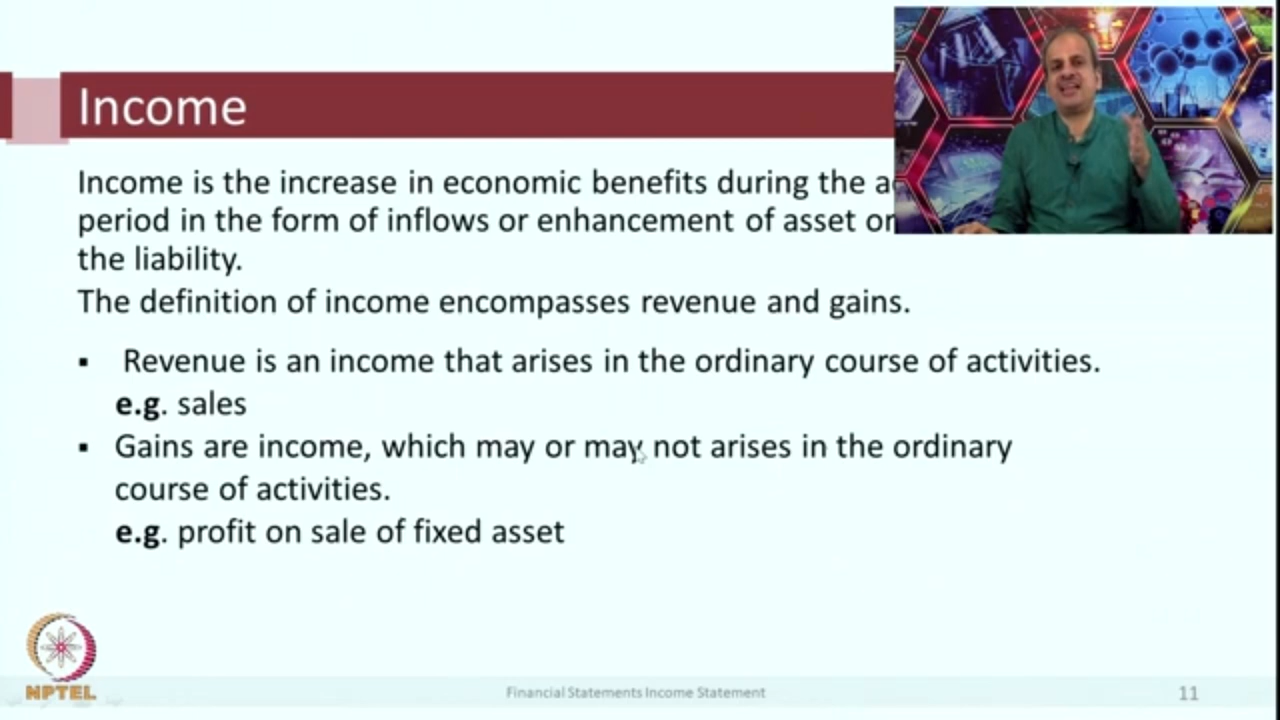 Income
Income is the increase in economic benefits during the
period in the form of inflows or enhancement of asset or
the liability.
The definition of income encompasses revenue and gains.
▪ Revenue is an income that arises in the ordinary course of activities.
e.g. sales
▪ Gains are income, which may or may not arises in the ordinary
course of activities.
e.g. profit on sale of fixed asset
NPTEL
Financial Statements Income Statement
11